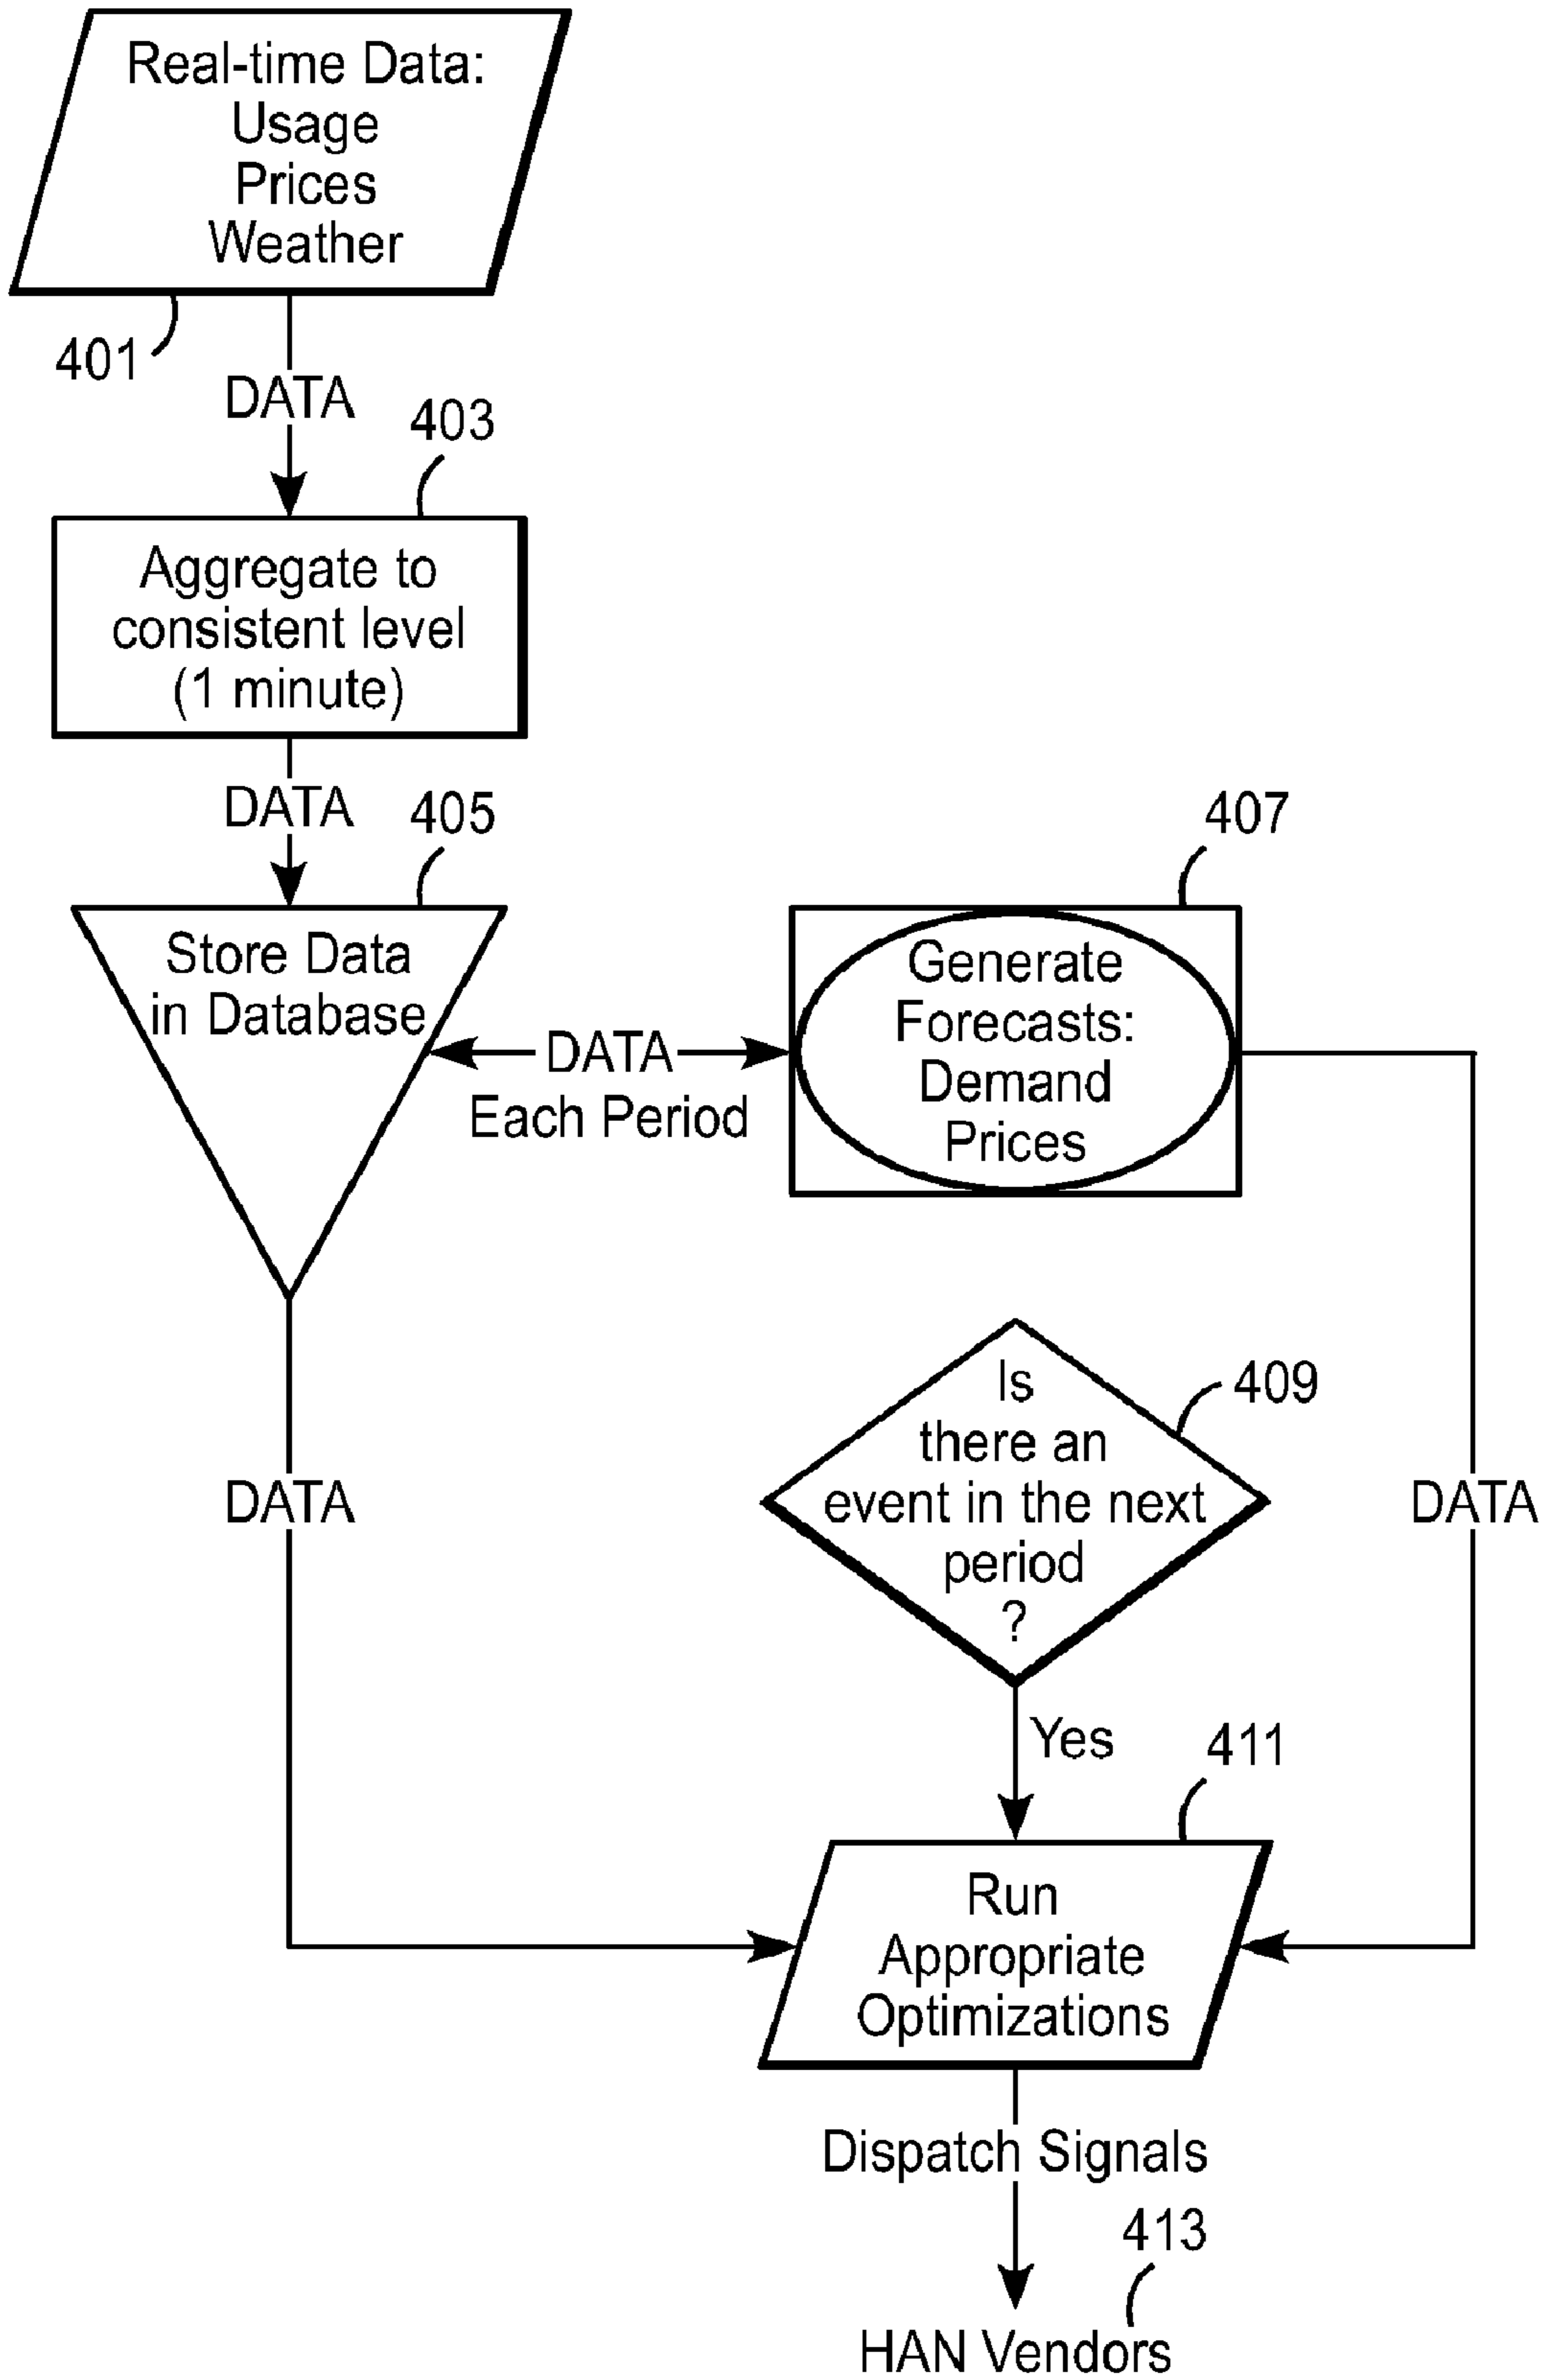 Real-time Data:
Usage
Prices
Weather
401
DATA
403
Aggregate to
consistent level
(1 minute)
DATA
405
407
Store Data
in Database
DATA
Each Period
Generate
Forecasts:
Demand
Prices
Is
there an
event in the next
period
?
409
DATA
DATA
Yes
411
Run
Appropriate
Optimizations
Dispatch Signals
413
HAN Vendors